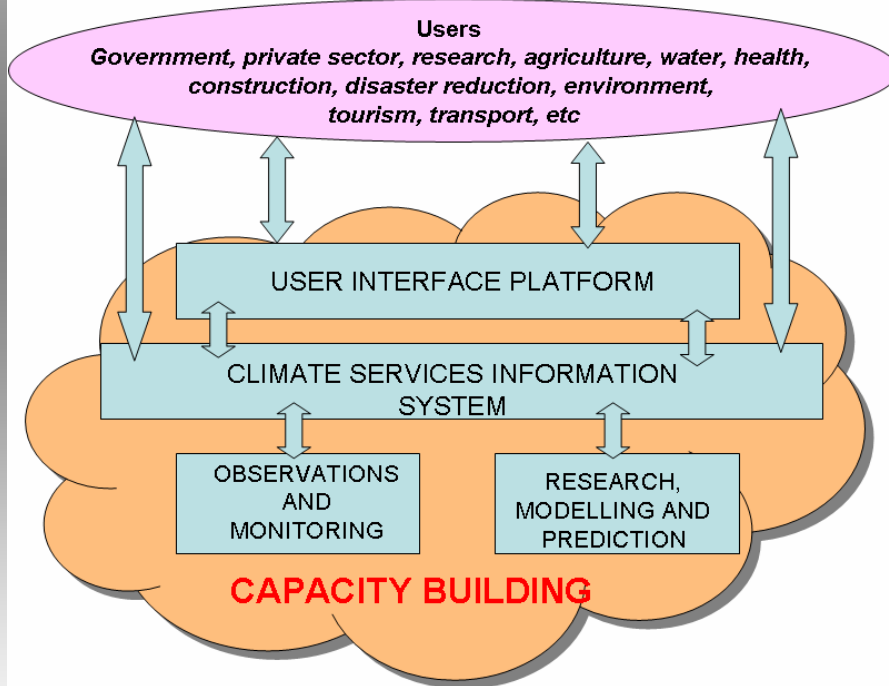 Users
Government, private sector, research, agriculture, water, health,
construction, disaster reduction, environment,
tourism, transport, etc
USER INTERFACE PLATFORM
CLIMATE SERVICES INFORMATION
SYSTEM
OBSERVATIONS
AND
MONITORING
RESEARCH,
MODELLING AND
PREDICTION
CAPACITY BUILDING